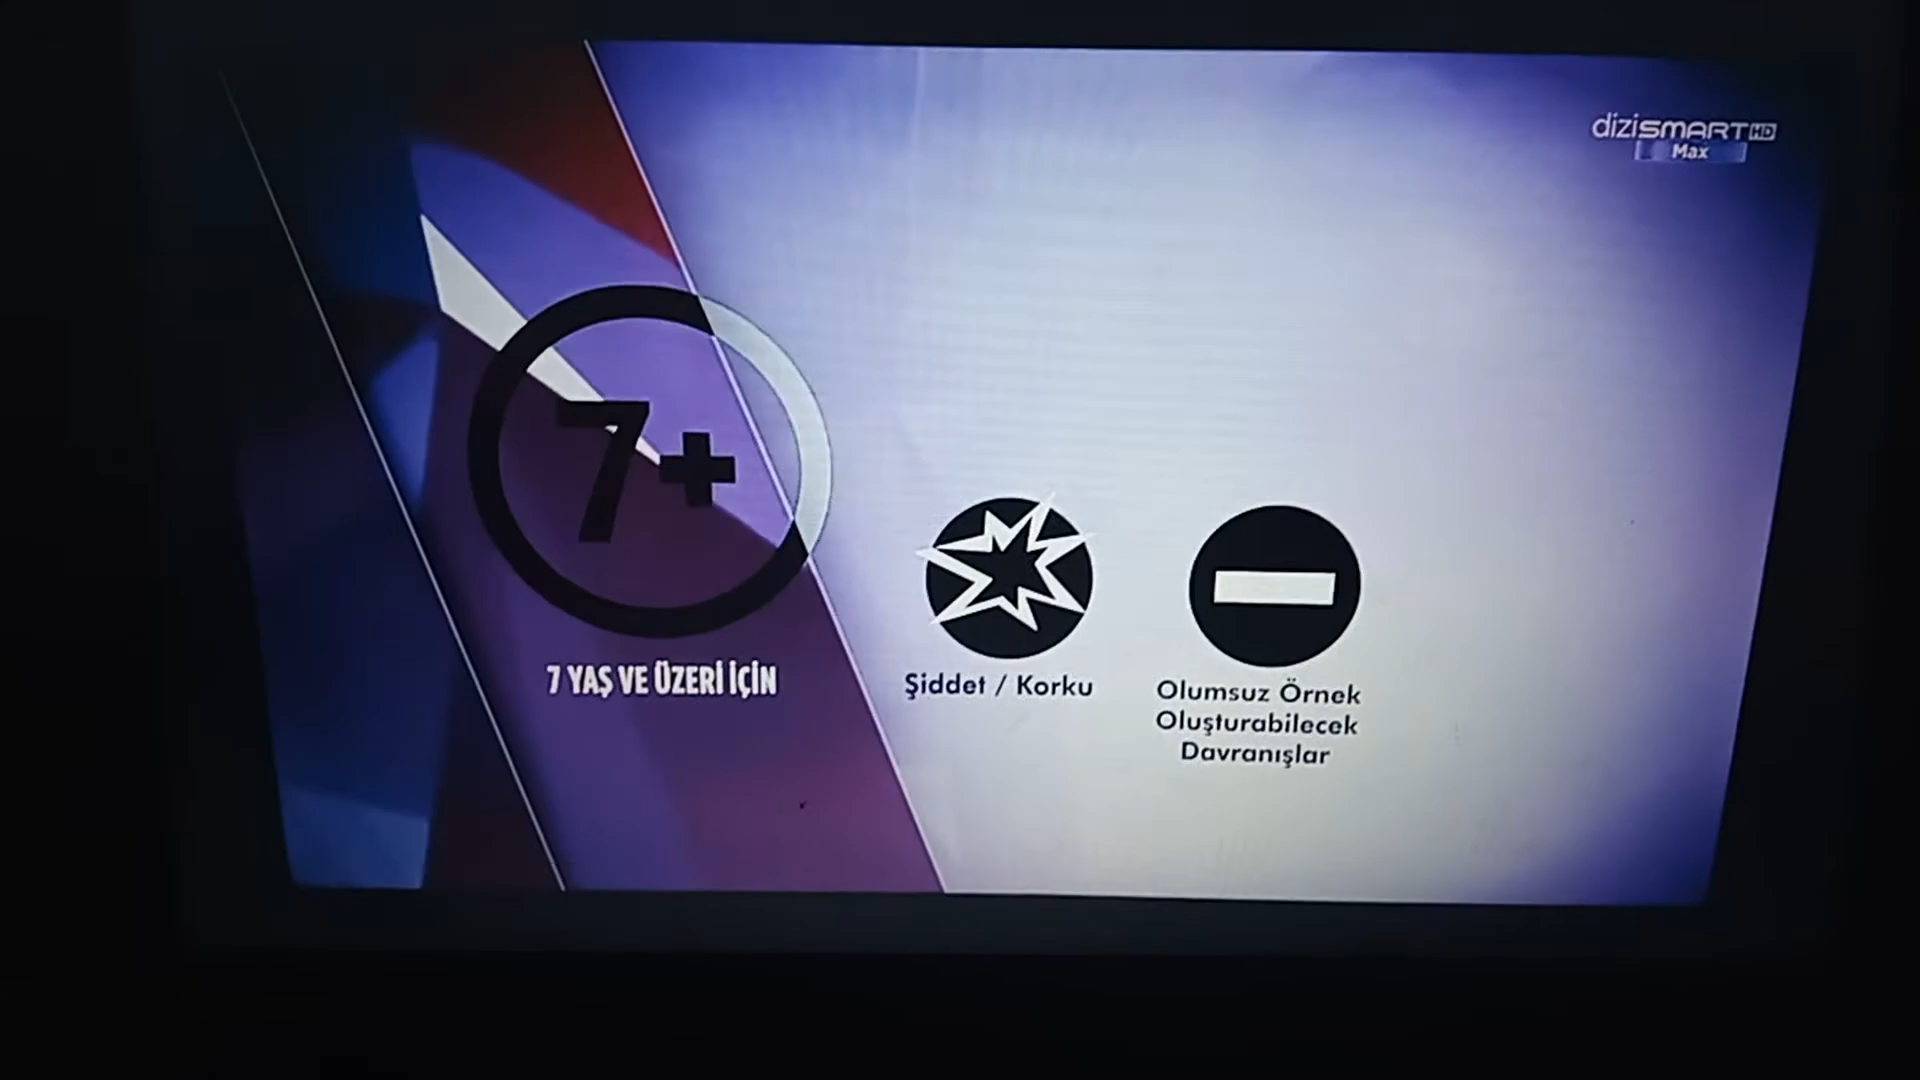 dizismART HD
Max
7+
7 YAŞ VE ÜZERİ İÇİN
Şiddet / Korku
Olumsuz Örnek
Oluşturabilecek
Davranışlar